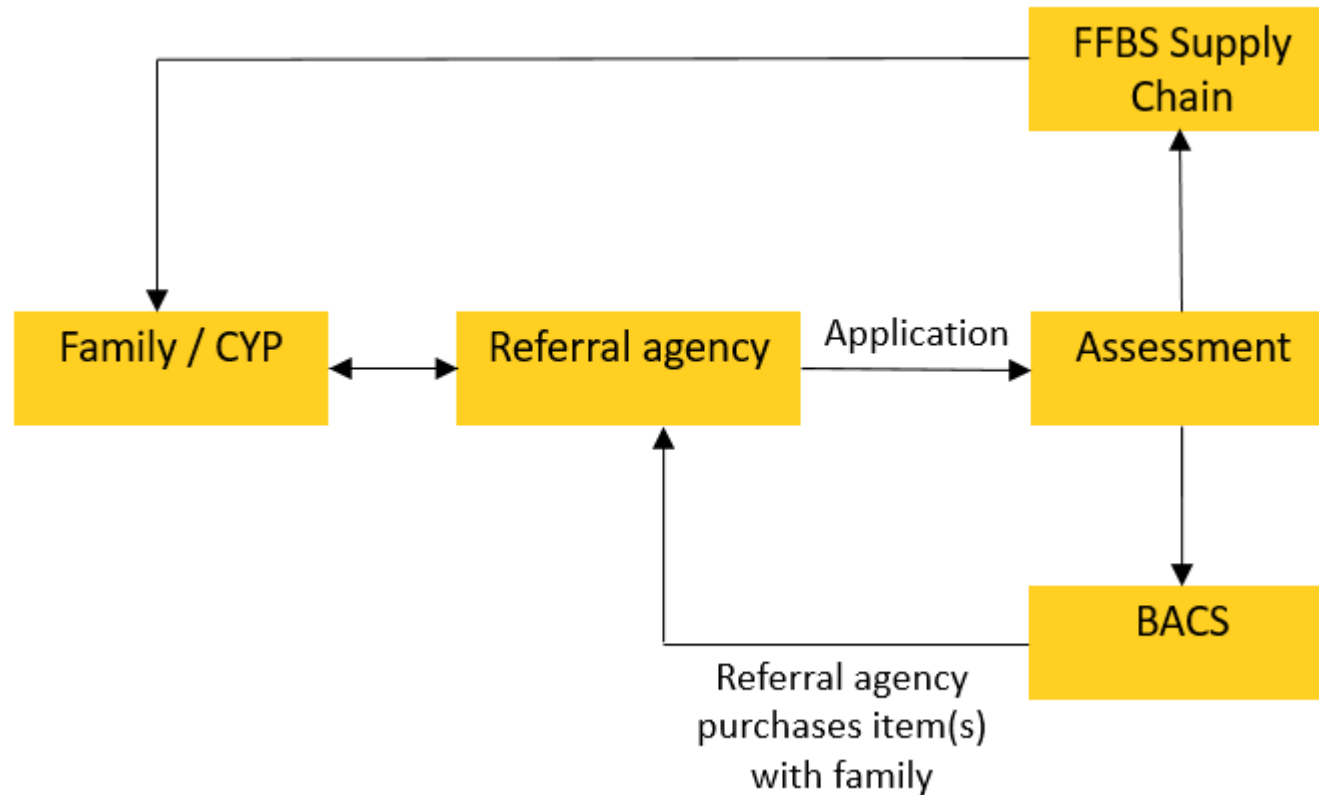 FFBS Supply
Chain
Family / CYP
Referral agency
Application
Assessment
BACS
Referral agency
purchases item(s)
with family